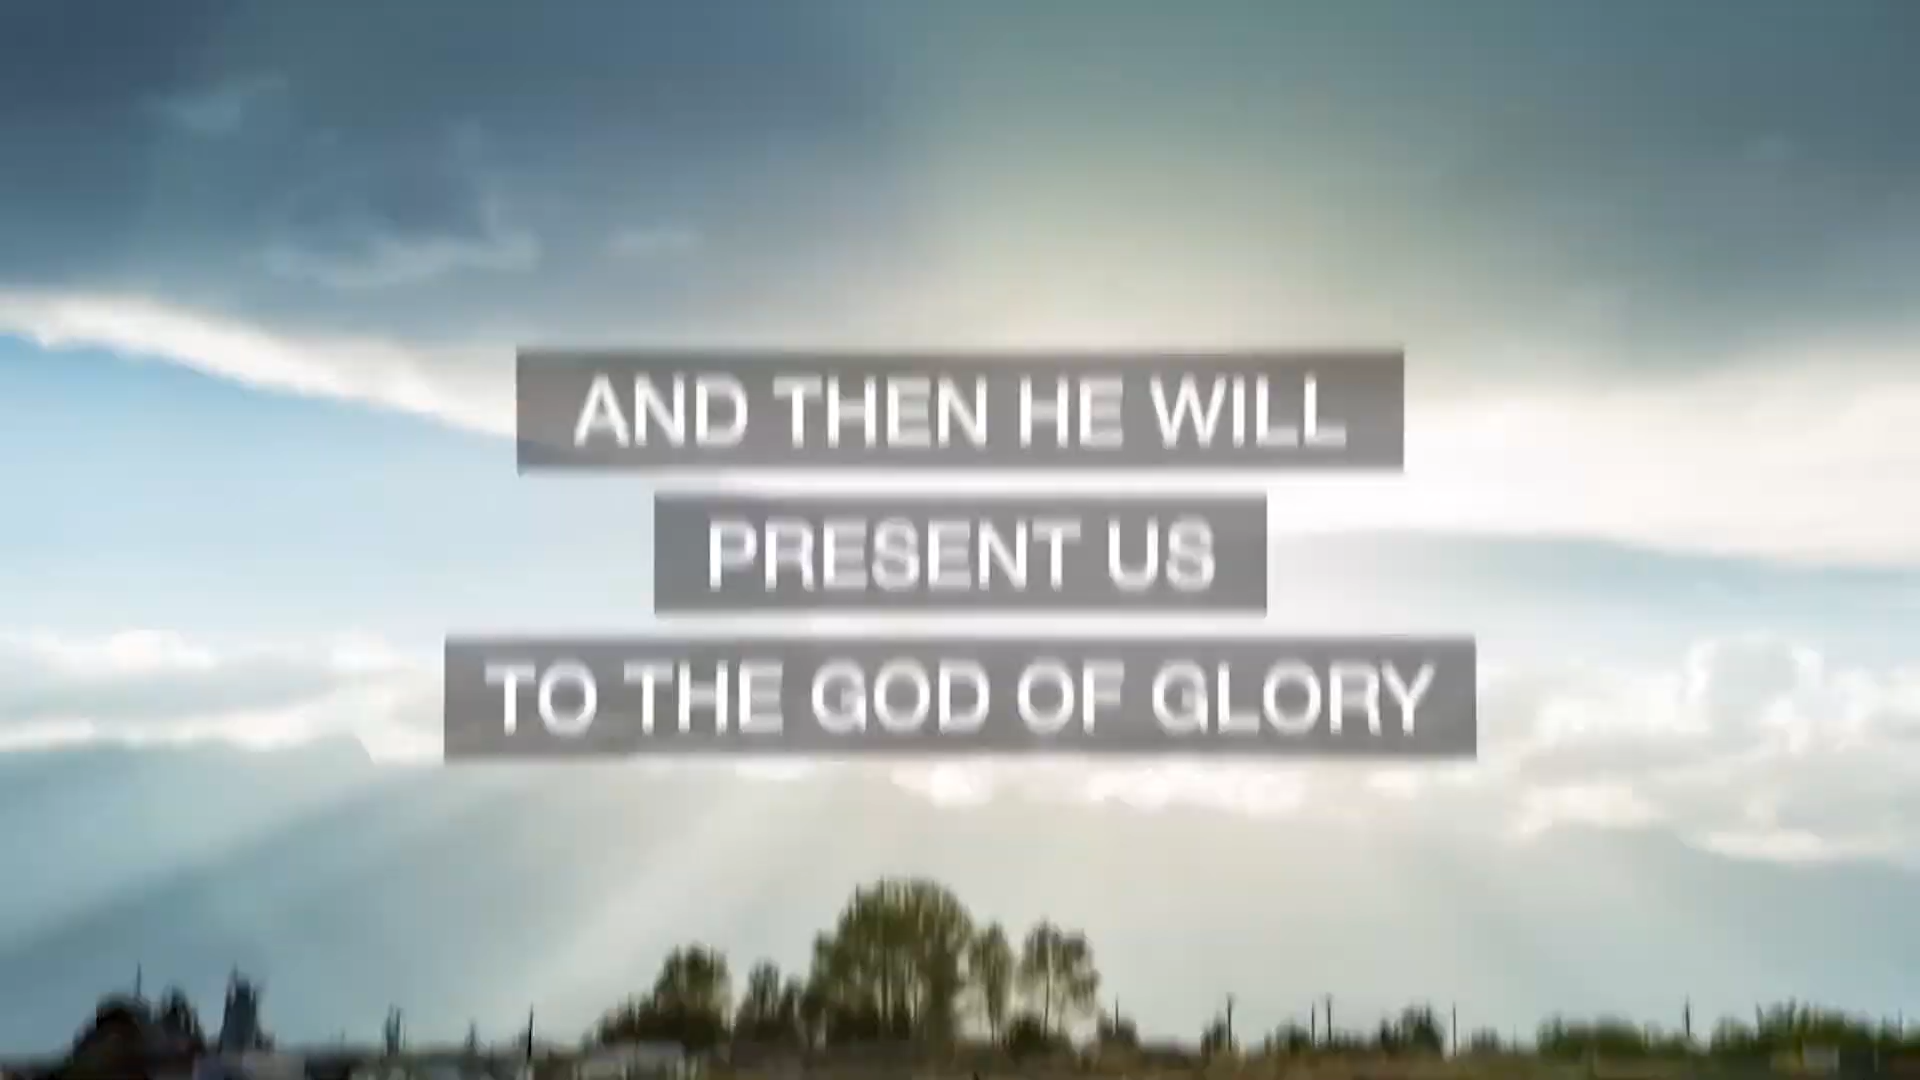 AND THEN HE WILL
PRESENT US
TO THE GOD OF GLORY